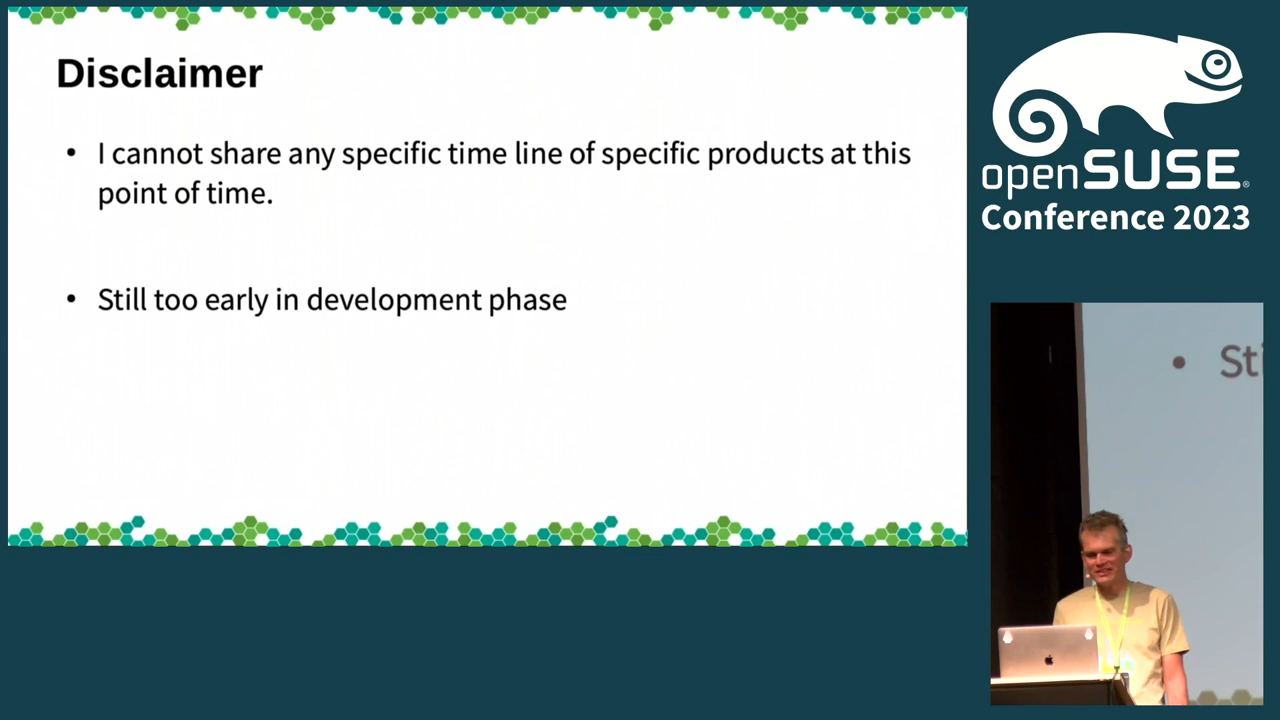 Disclaimer
• I cannot share any specific time line of specific products at this
point of time.
• Still too early in development phase
openSUSE®
Conference 2023
• Sti